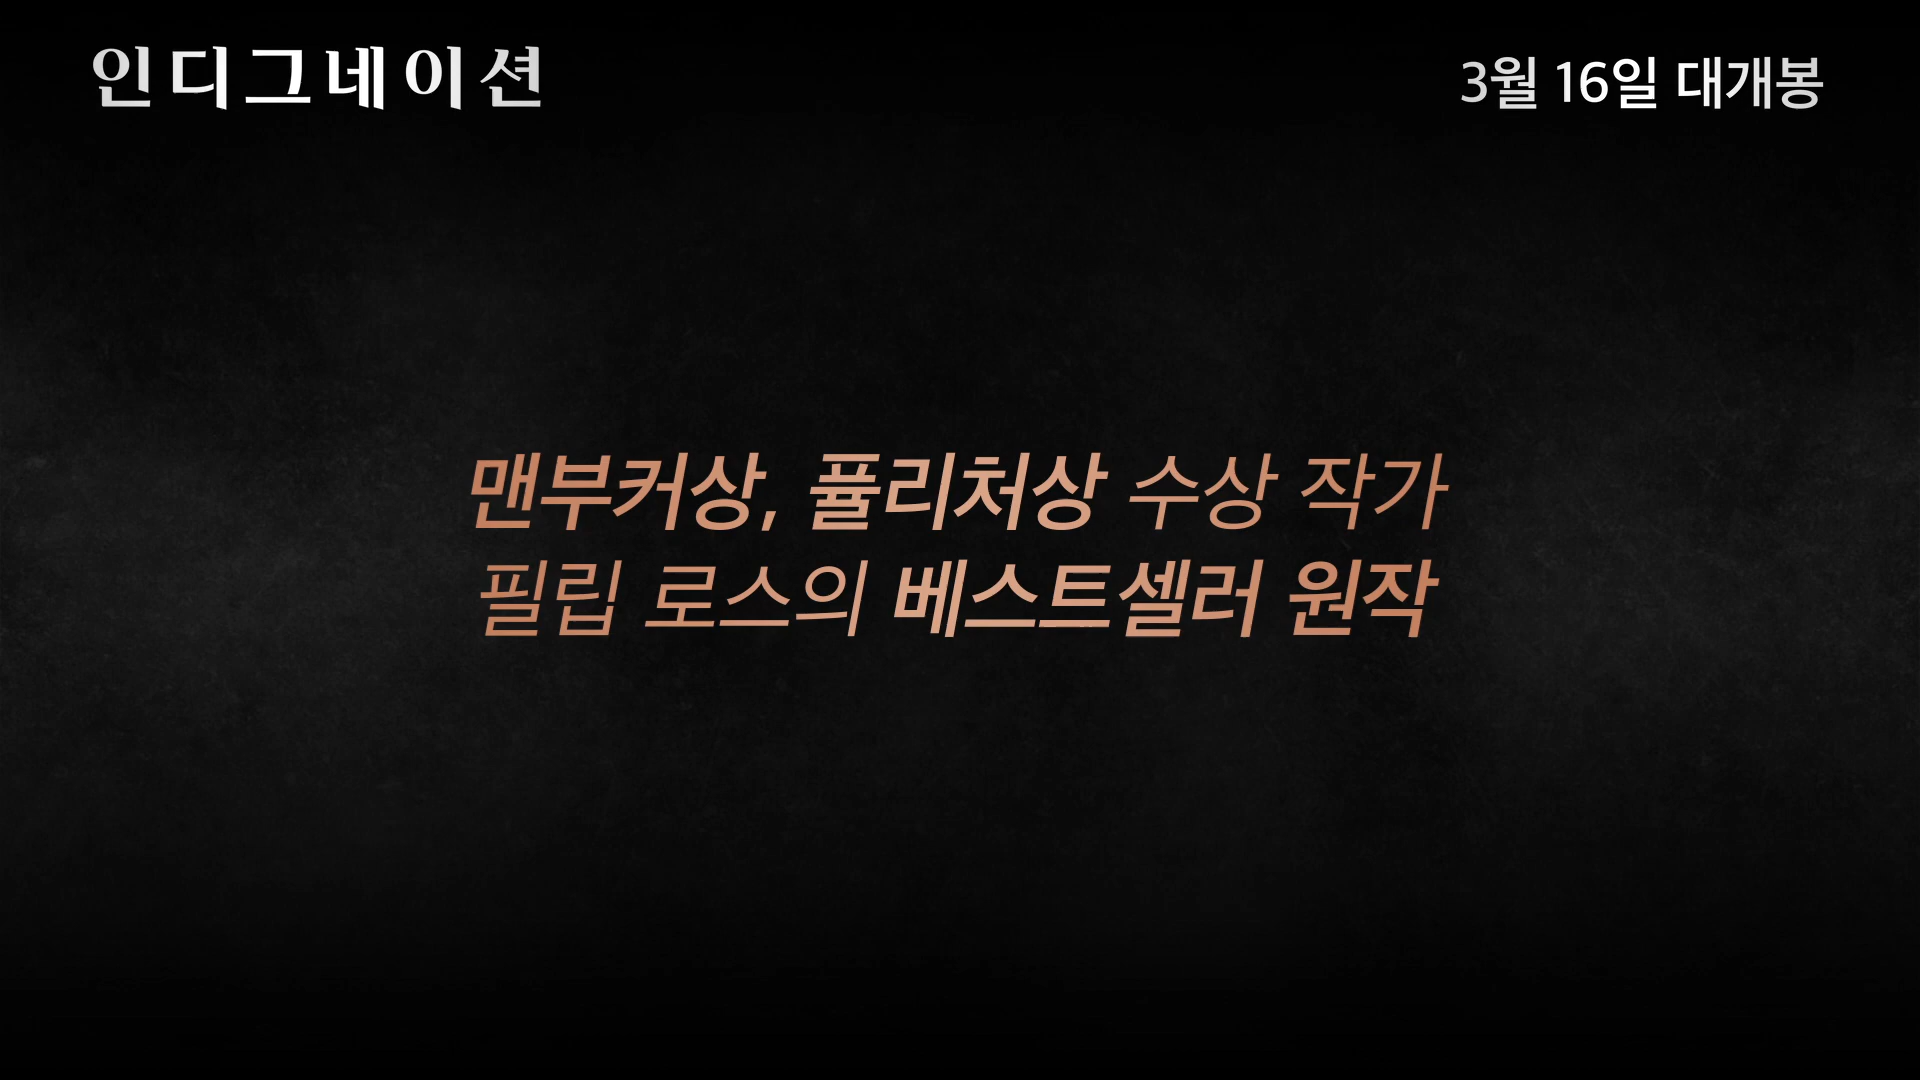 인디그네이션
3월 16일 대개봉
맨부커상, 퓰리처상 수상 작가
필립 로스의 베스트셀러 원작